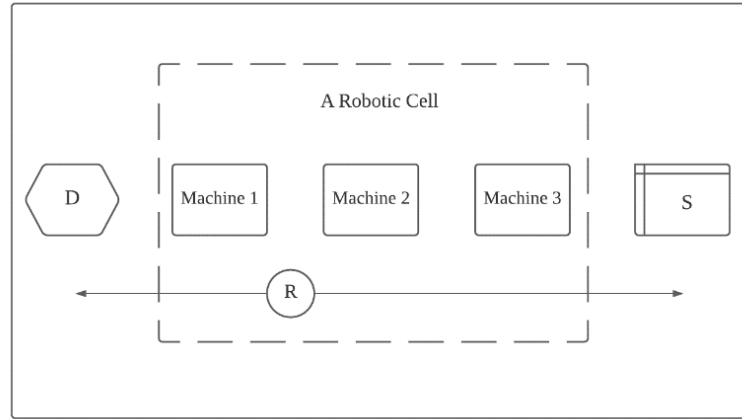 A Robotic Cell
D
Machine 1
Machine 2
Machine 3
S
R